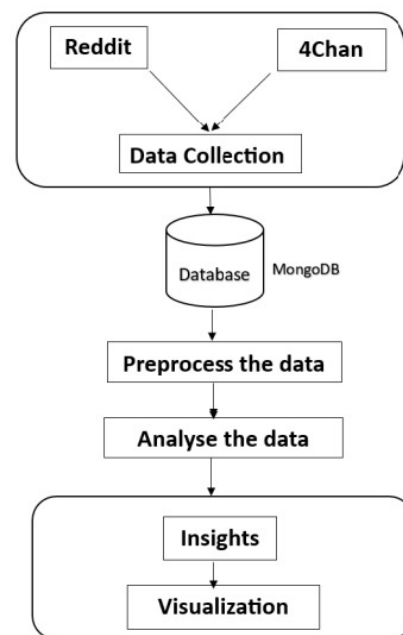 Reddit
4Chan
Data Collection
Database
MongoDB
Preprocess the data
Analyse the data
Insights
Visualization